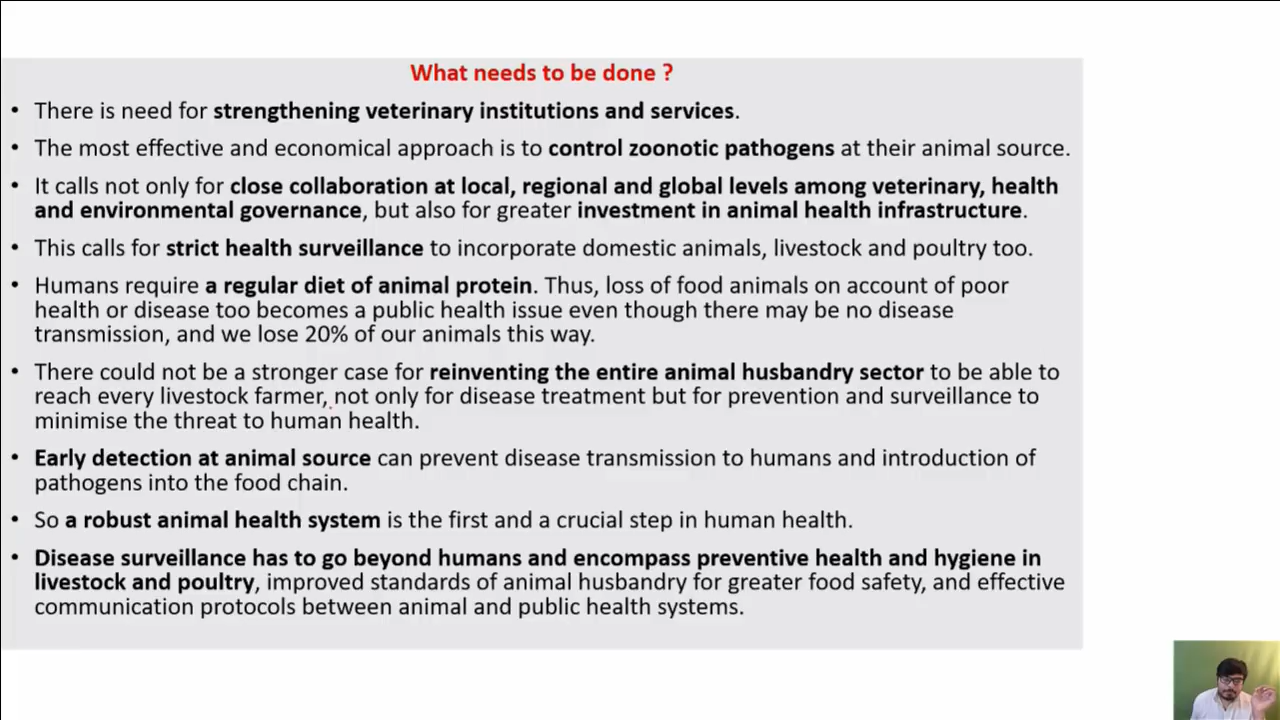 What needs to be done ?
• There is need for strengthening veterinary institutions and services.
• The most effective and economical approach is to control zoonotic pathogens at their animal source.
• It calls not only for close collaboration at local, regional and global levels among veterinary, health
and environmental governance, but also for greater investment in animal health infrastructure.
• This calls for strict health surveillance to incorporate domestic animals, livestock and poultry too.
• Humans require a regular diet of animal protein. Thus, loss of food animals on account of poor
health or disease too becomes a public health issue even though there may be no disease
transmission, and we lose 20% of our animals this way.
• There could not be a stronger case for reinventing the entire animal husbandry sector to be able to
reach every livestock farmer, not only for disease treatment but for prevention and surveillance to
minimise the threat to human health.
• Early detection at animal source can prevent disease transmission to humans and introduction of
pathogens into the food chain.
• So a robust animal health system is the first and a crucial step in human health.
• Disease surveillance has to go beyond humans and encompass preventive health and hygiene in
livestock and poultry, improved standards of animal husbandry for greater food safety, and effective
communication protocols between animal and public health systems.